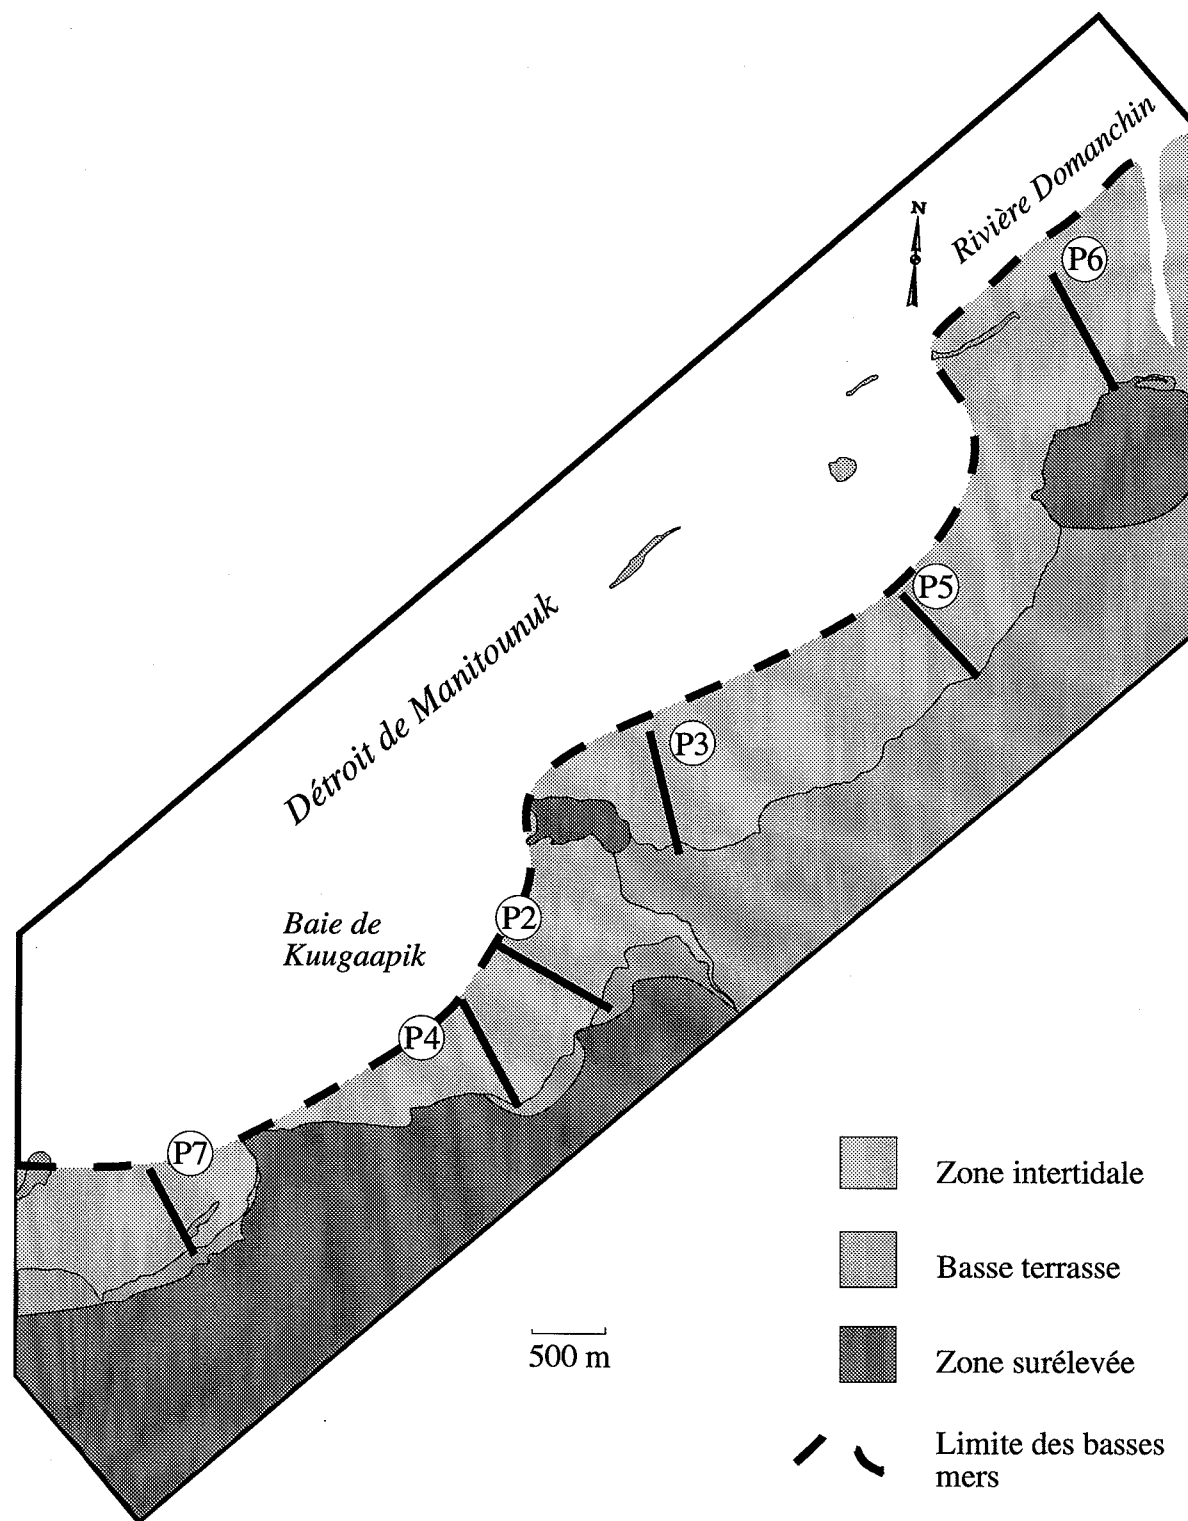 N
Rivière Domanchin
P6
P5
Détroit de Manitounuk
P3
P2
Baie de
Kuugaapik
P4
P7
Zone intertidale
Basse terrasse
500 m
Zone surélevée
Limite des basses
mers